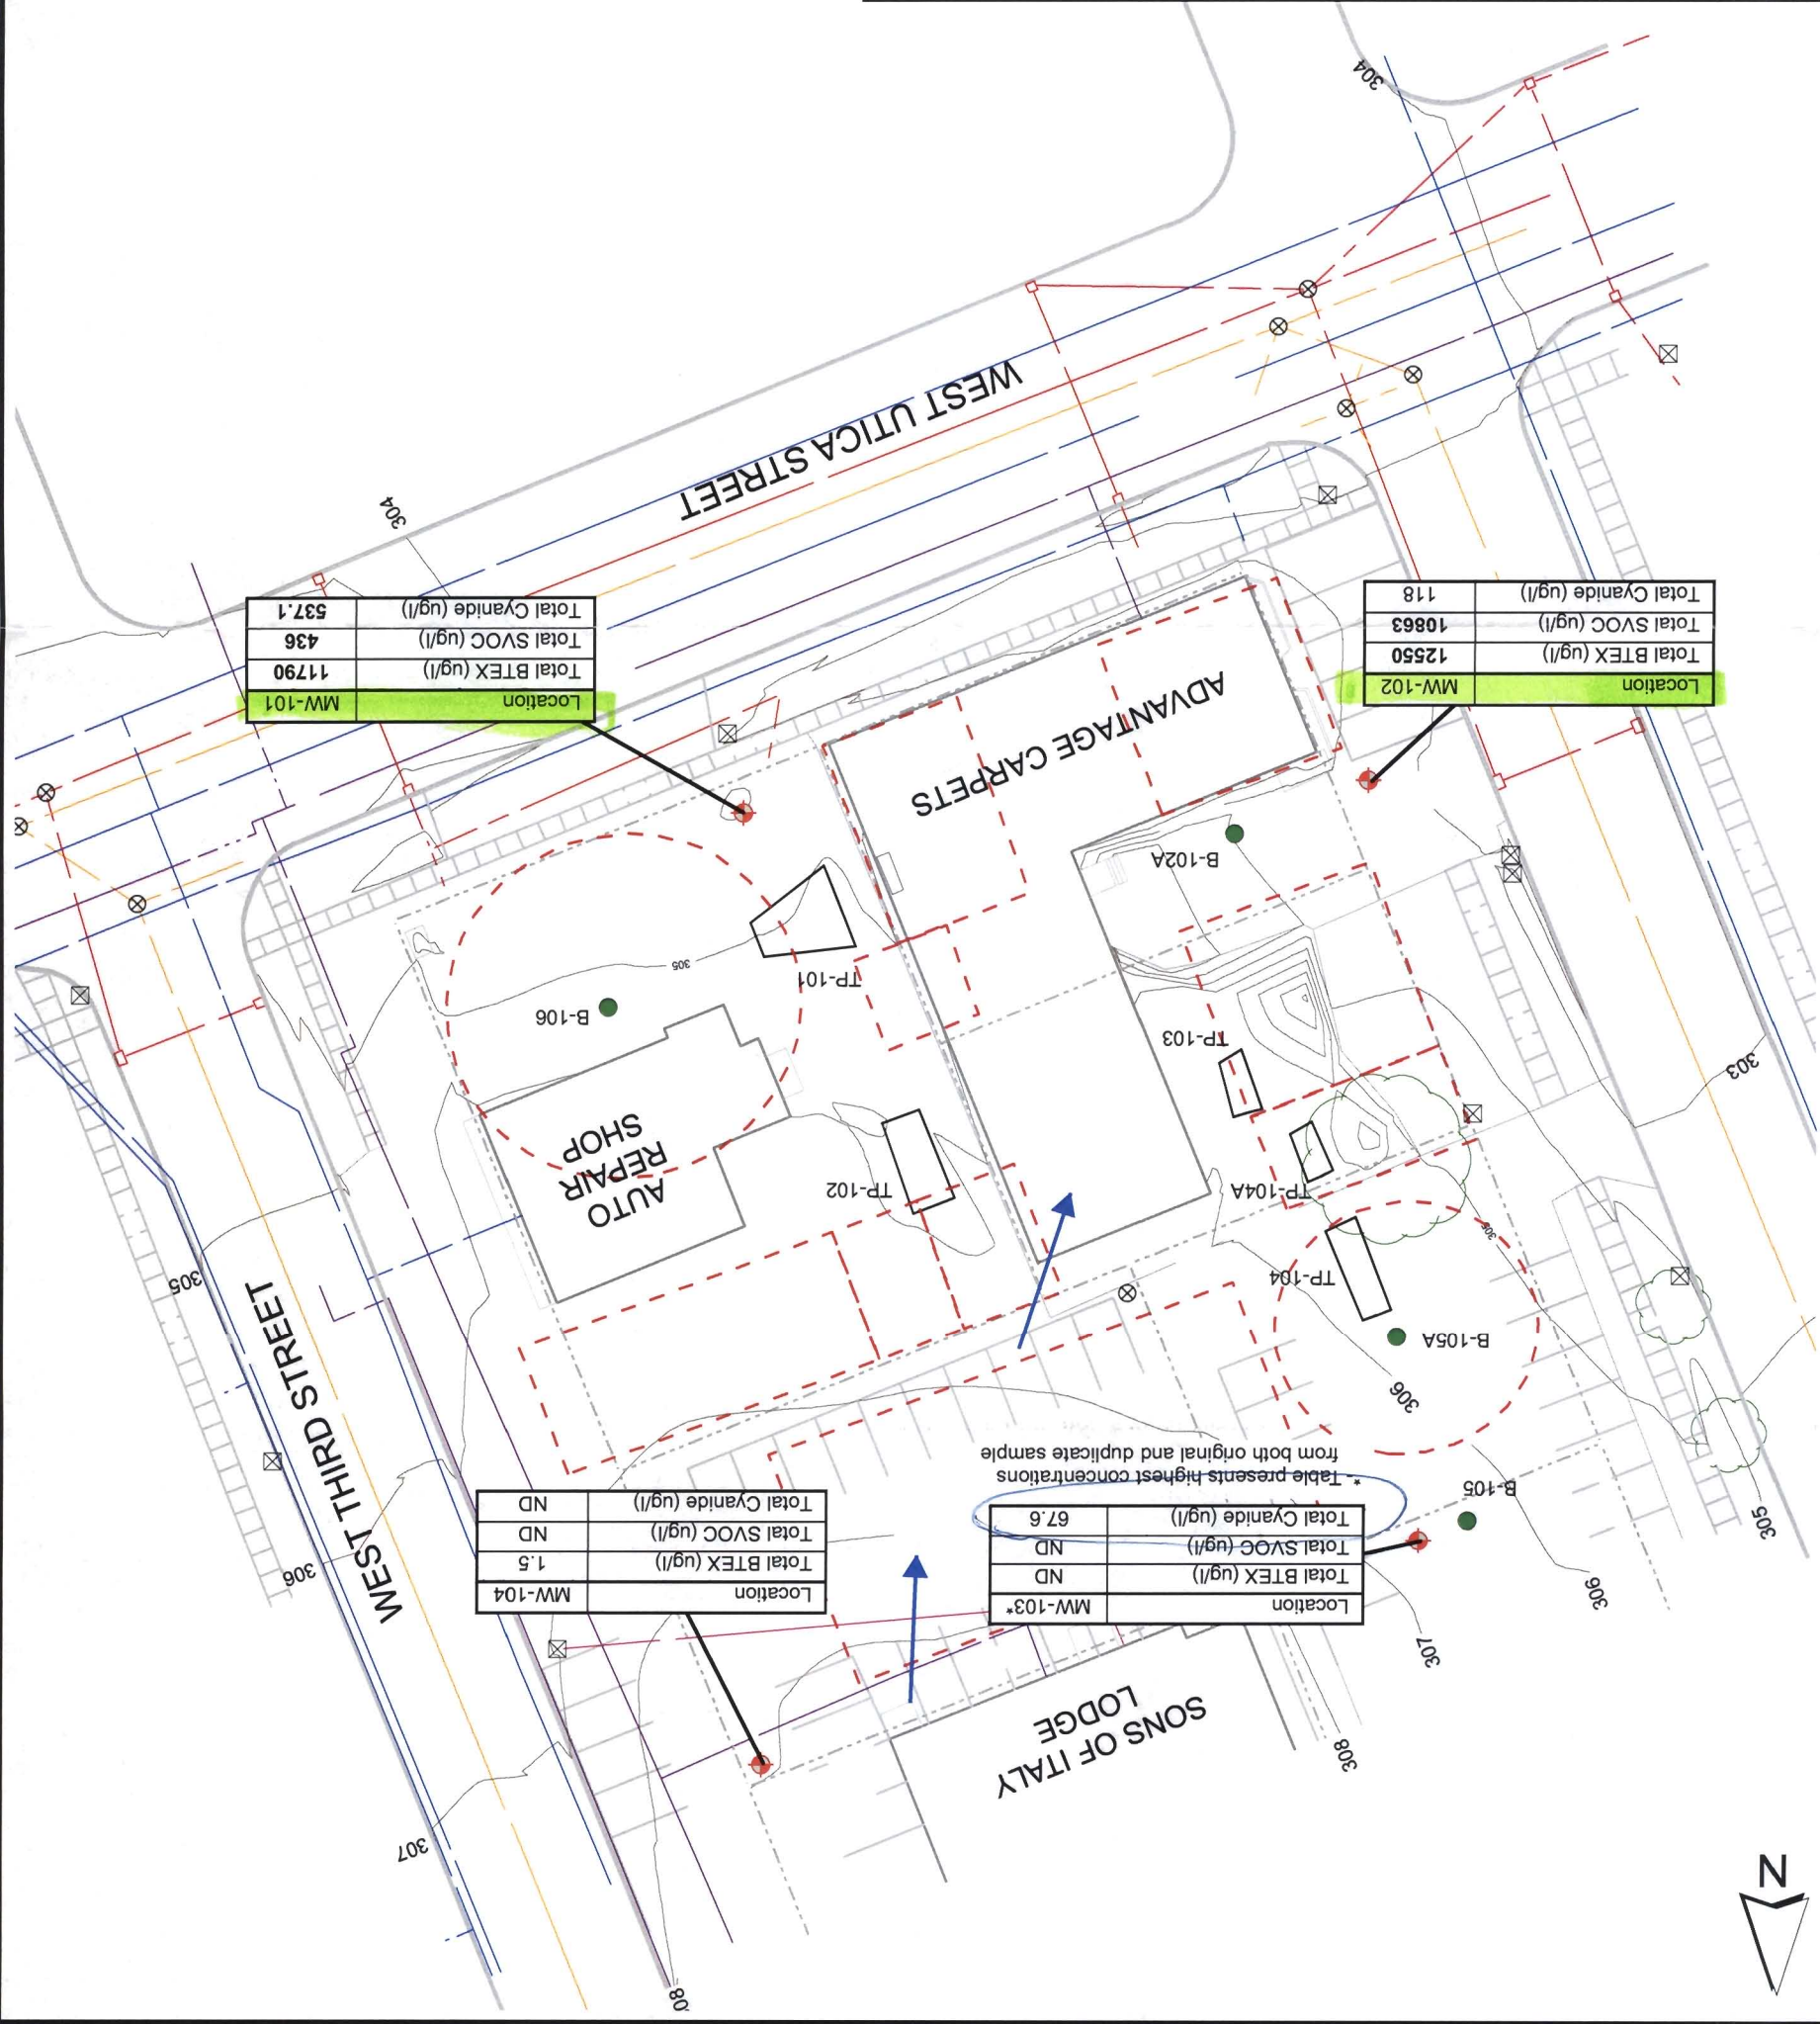 08
N
307
308
SONS OF ITALY
LODGE
307
Location MW-103*
Total BTEX (ug/l) ND
Total SVOC (ug/l) ND
Total Cyanide (ug/l) 67.6
* - Table presents highest concentrations
from both original and duplicate sample
Location MW-104
Total BTEX (ug/l) 1.5
Total SVOC (ug/l) ND
Total Cyanide (ug/l) ND
306
306
305
B-105
WEST THIRD STREET
306
B-105A
305
TP-104
305
TP-104A
TP-102
AUTO
REPAIR
SHOP
303
TP-103
B-106
TP-101
305
B-102A
ADVANTAGE CARPETS
Location MW-102
Total BTEX (ug/l) 12550
Total SVOC (ug/l) 10863
Total Cyanide (ug/l) 118
Location MW-101
Total BTEX (ug/l) 11790
Total SVOC (ug/l) 436
Total Cyanide (ug/l) 537.1
304
WEST UTICA STREET
304